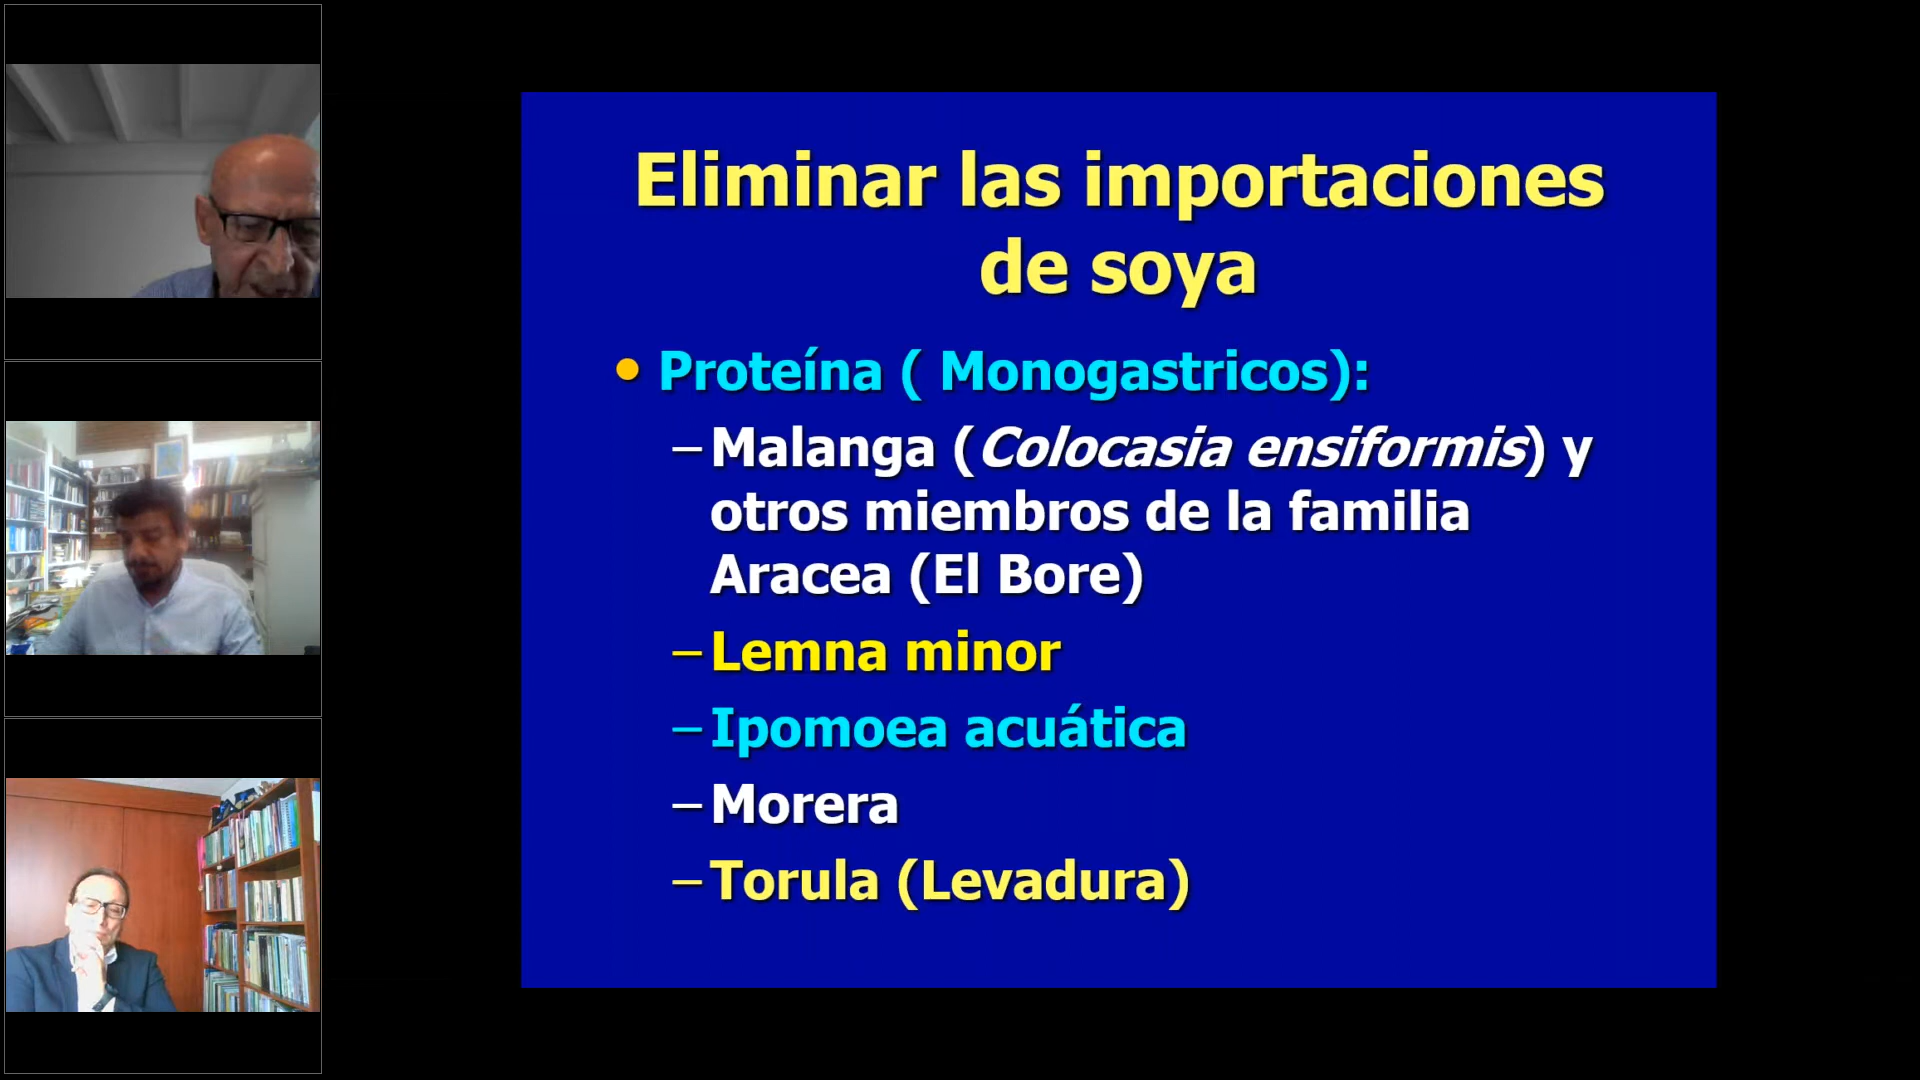 Eliminar las importaciones
de soya
• Proteína ( Monogastricos):
–Malanga (Colocasia ensiformis) y
otros miembros de la familia
Aracea (El Bore)
–Lemna minor
–Ipomoea acuática
–Morera
–Torula (Levadura)